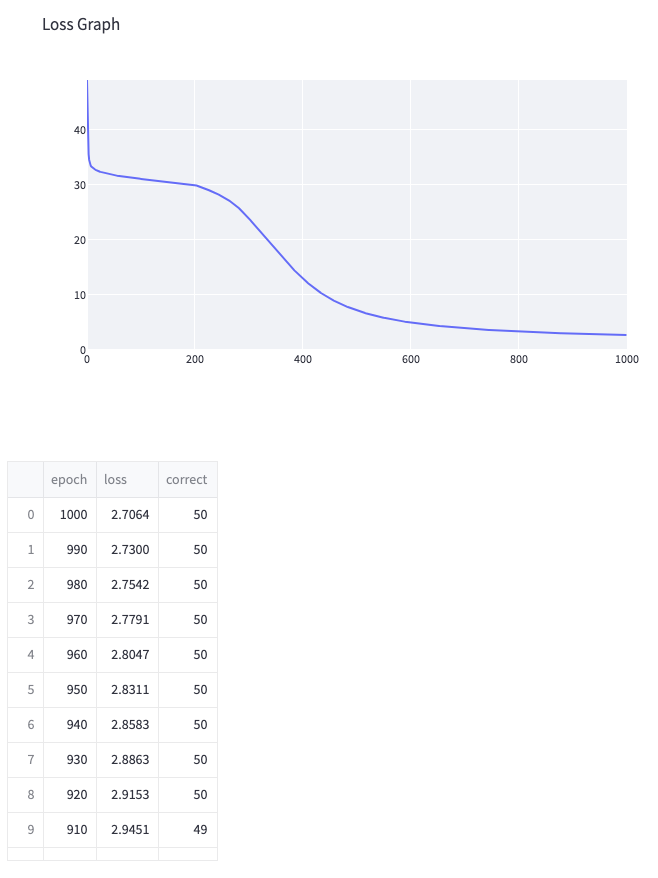 Loss Graph
40
30
20
10
0
0 200 400 600 800 1000
epoch loss correct
0 1000 2.7064 50
1 990 2.7300 50
2 980 2.7542 50
3 970 2.7791 50
4 960 2.8047 50
5 950 2.8311 50
6 940 2.8583 50
7 930 2.8863 50
8 920 2.9153 50
9 910 2.9451 49